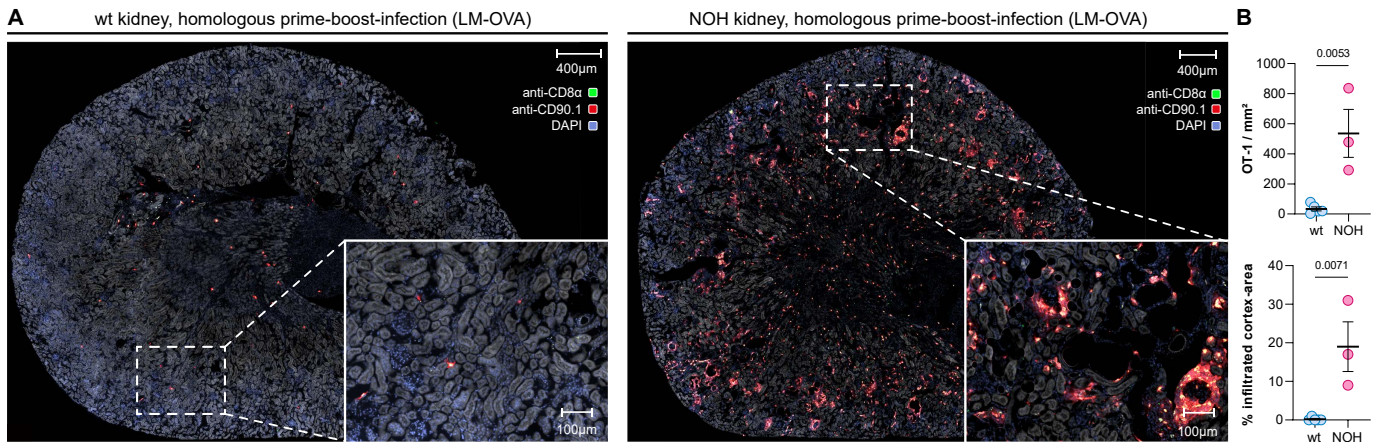 A
wt kidney, homologous prime-boost-infection (LM-OVA)
400µm
anti-CD8α
anti-CD90.1
DAPI
100µm
NOH kidney, homologous prime-boost-infection (LM-OVA)
400µm
anti-CD8α
anti-CD90.1
DAPI
100µm
B
0.0053
1000
800
600
400
200
0
OT-1 / mm²
wt NOH
0.0071
40
30
20
10
0
% infiltrated cortex-area
wt NOH